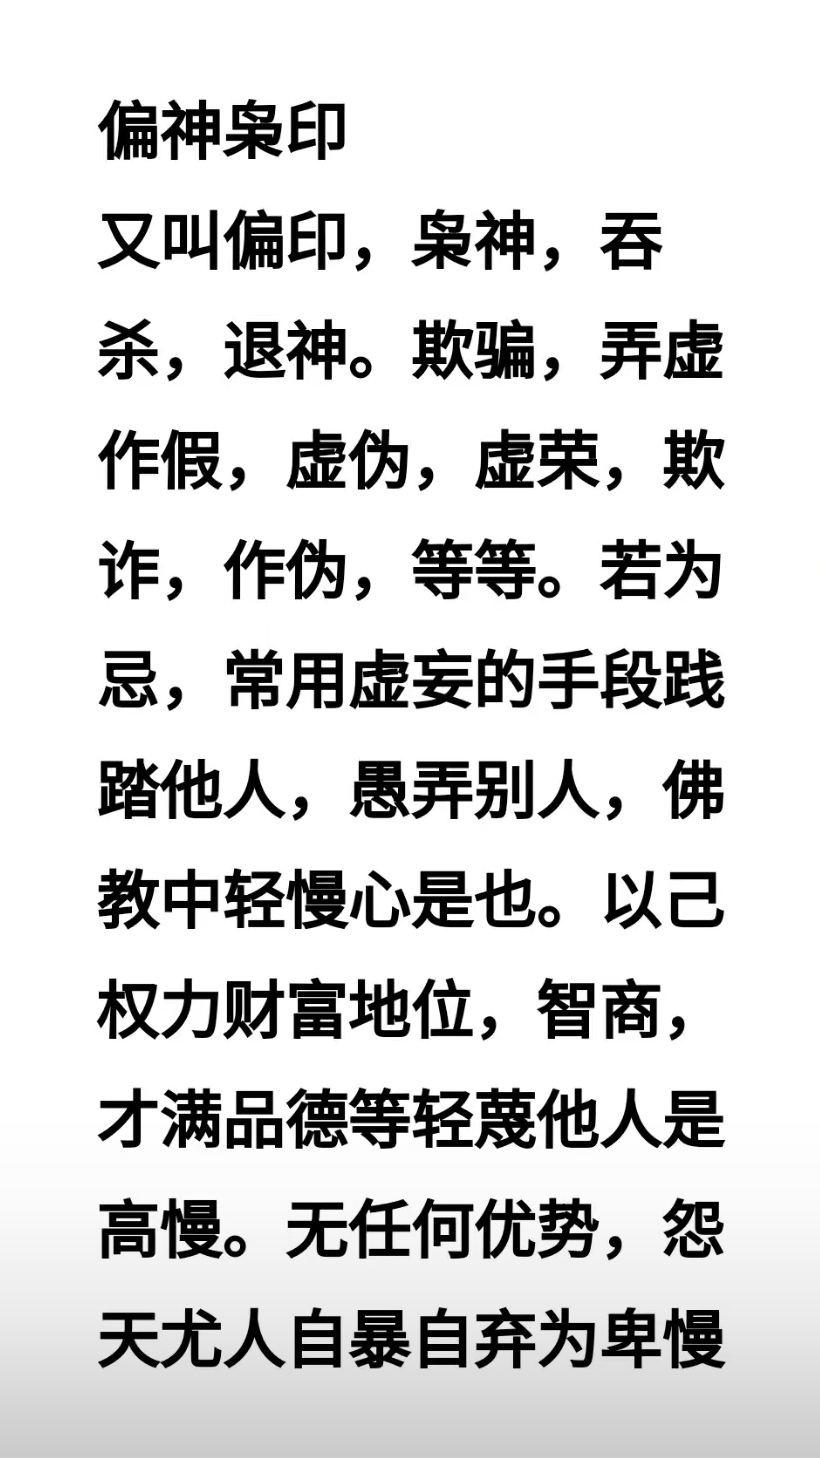 偏神枭印
又叫偏印，枭神，吞
杀，退神。欺骗，弄虚
作假，虚伪，虚荣，欺
诈，作伪，等等。若为
忌，常用虚妄的手段践
踏他人，愚弄别人，佛
教中轻慢心是也。以己
权力财富地位，智商，
才满品德等轻蔑他人是
高慢。无任何优势，怨
天尤人自暴自弃为卑慢